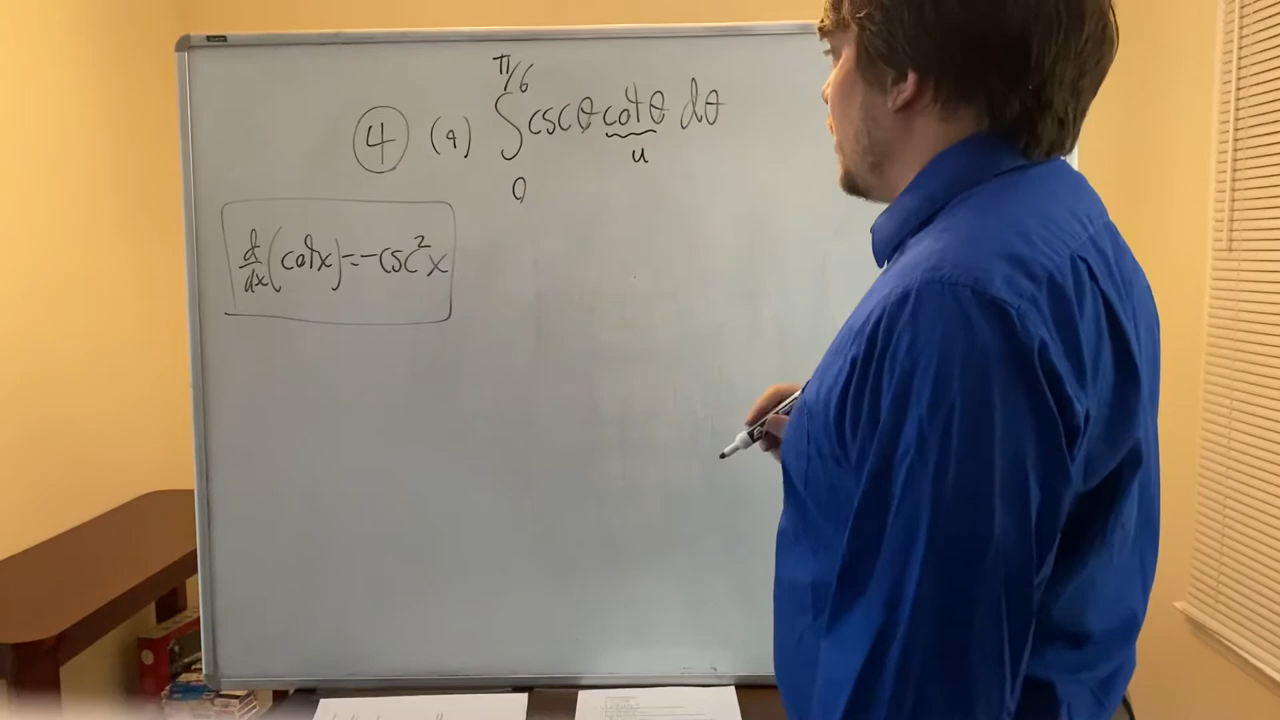 ④ (a) ∫₀^{π/6} cscθ cotθ dθ
u
d/dx (cotx) = -csc²x